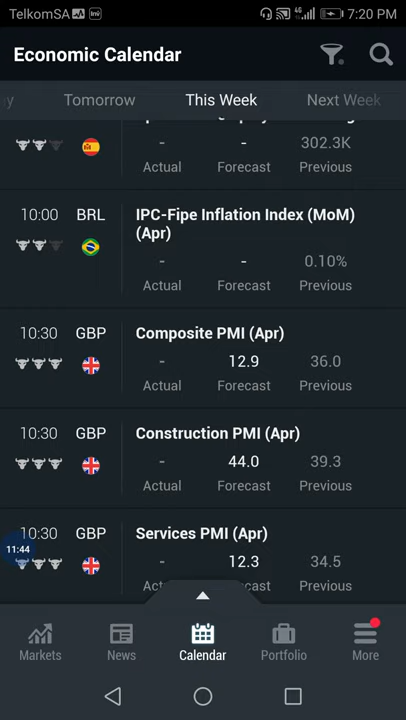 TelkomSA 7:20 PM
Economic Calendar
Tomorrow This Week Next Week
- - 302.3K
Actual Forecast Previous
10:00 BRL IPC-Fipe Inflation Index (MoM)
(Apr)
- - 0.10%
Actual Forecast Previous
10:30 GBP Composite PMI (Apr)
- 12.9 36.0
Actual Forecast Previous
10:30 GBP Construction PMI (Apr)
- 44.0 39.3
Actual Forecast Previous
10:30 GBP Services PMI (Apr)
11:44
- 12.3 34.5
Previous
Markets News Calendar Portfolio More